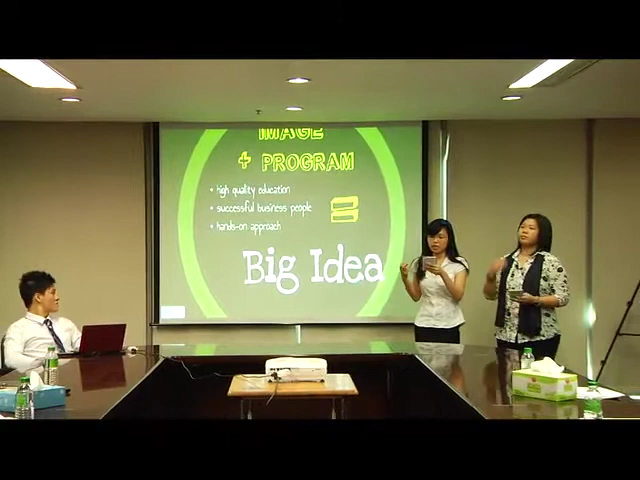 IMAGE
+ PROGRAM
• high quality education
• successful business people
• hands-on approach
=
Big Idea